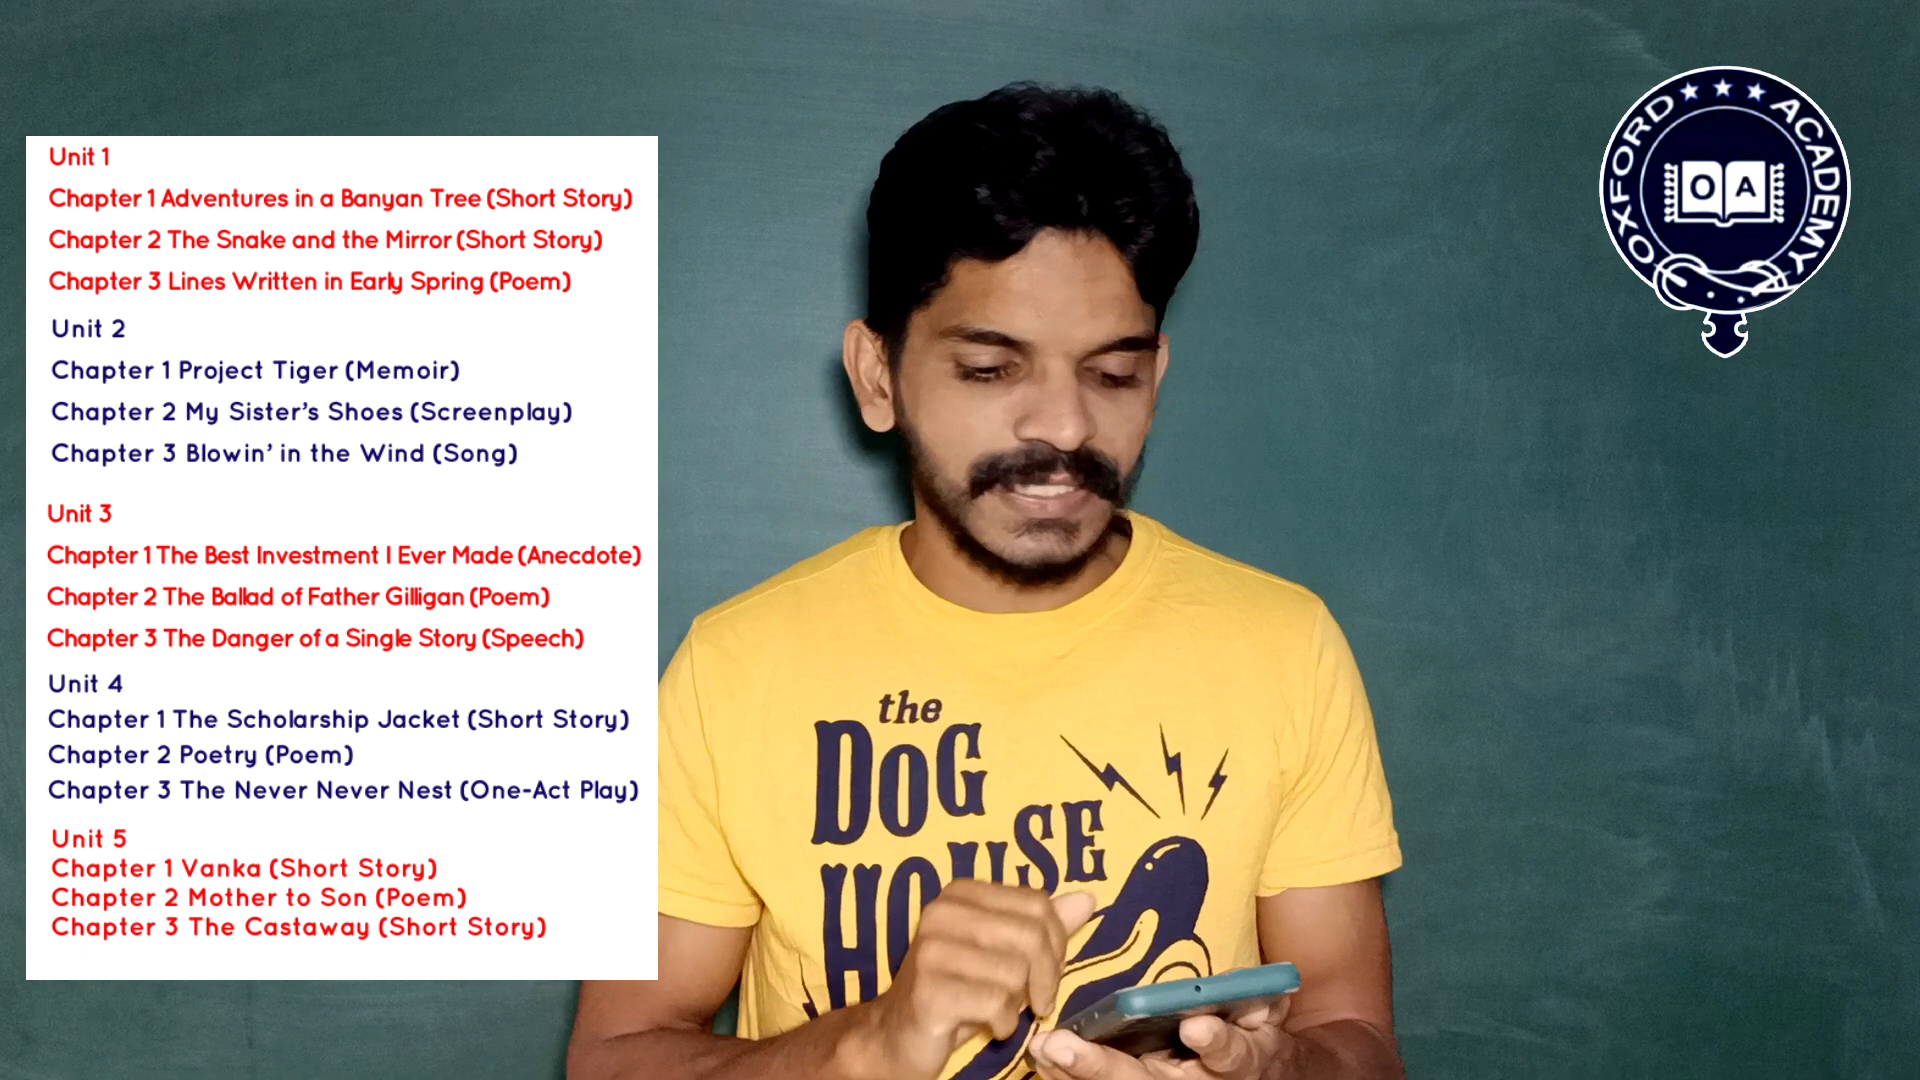 Unit 1
Chapter 1 Adventures in a Banyan Tree (Short Story)
Chapter 2 The Snake and the Mirror (Short Story)
Chapter 3 Lines Written in Early Spring (Poem)
Unit 2
Chapter 1 Project Tiger (Memoir)
Chapter 2 My Sister's Shoes (Screenplay)
Chapter 3 Blowin' in the Wind (Song)
Unit 3
Chapter 1 The Best Investment I Ever Made (Anecdote)
Chapter 2 The Ballad of Father Gilligan (Poem)
Chapter 3 The Danger of a Single Story (Speech)
Unit 4
Chapter 1 The Scholarship Jacket (Short Story)
Chapter 2 Poetry (Poem)
Chapter 3 The Never Never Nest (One-Act Play)
Unit 5
Chapter 1 Vanka (Short Story)
Chapter 2 Mother to Son (Poem)
Chapter 3 The Castaway (Short Story)
the
DOG
HOUSE
OXFORD ACADEMY
O A